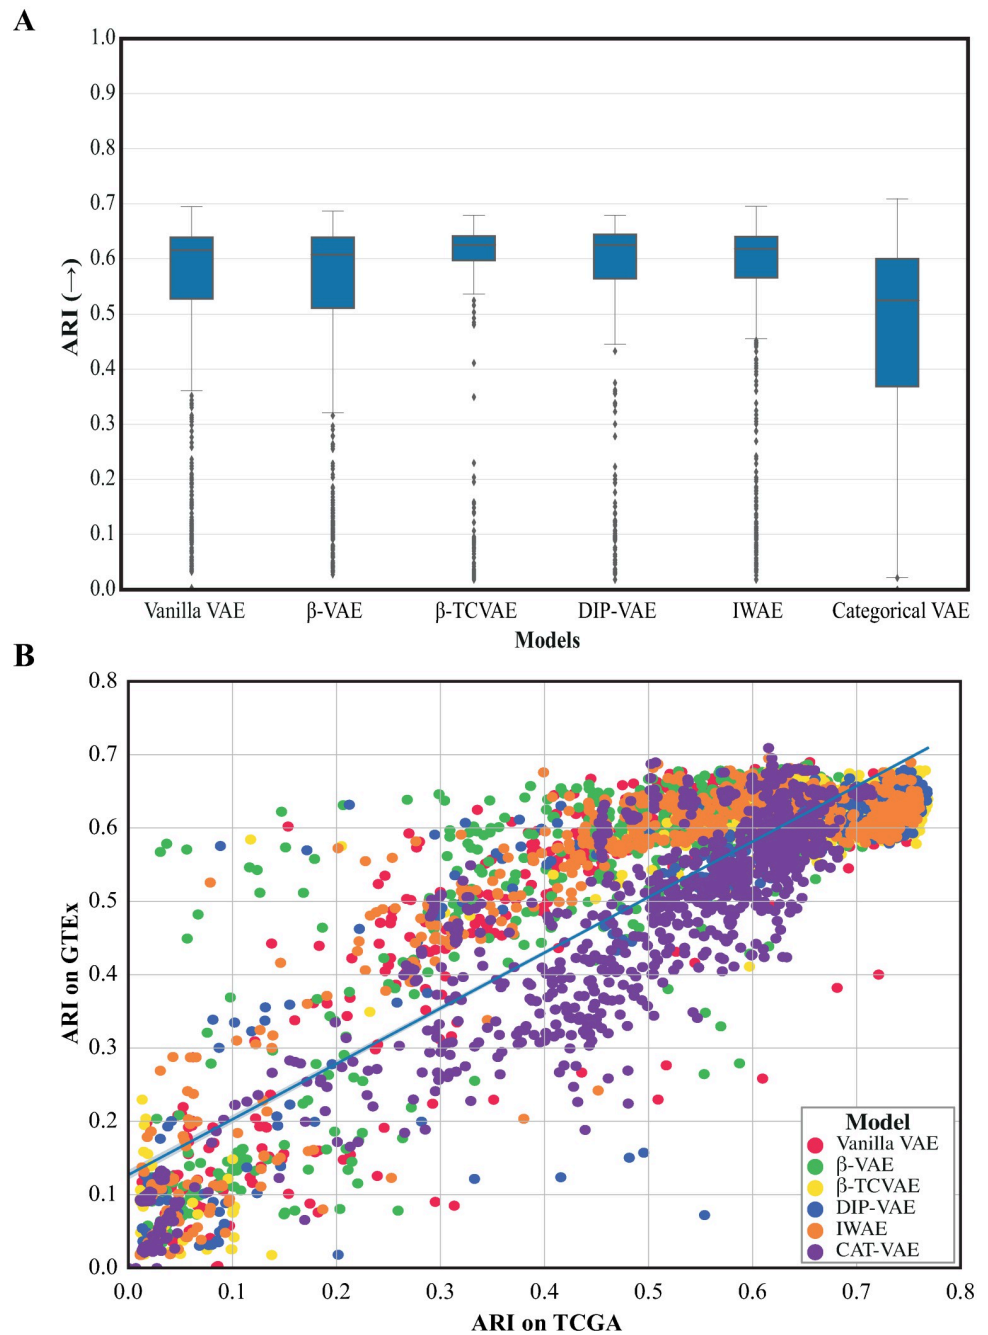 A
1.0
0.9
0.8
0.7
0.6
0.5
0.4
0.3
0.2
0.1
0.0
ARI (→)
Vanilla VAE β-VAE β-TCVAE DIP-VAE IWAE Categorical VAE
Models
B
0.8
0.7
0.6
0.5
0.4
0.3
0.2
0.1
0.0
ARI on GTEx
Model
Vanilla VAE
β-VAE
β-TCVAE
DIP-VAE
IWAE
CAT-VAE
0.0 0.1 0.2 0.3 0.4 0.5 0.6 0.7 0.8
ARI on TCGA